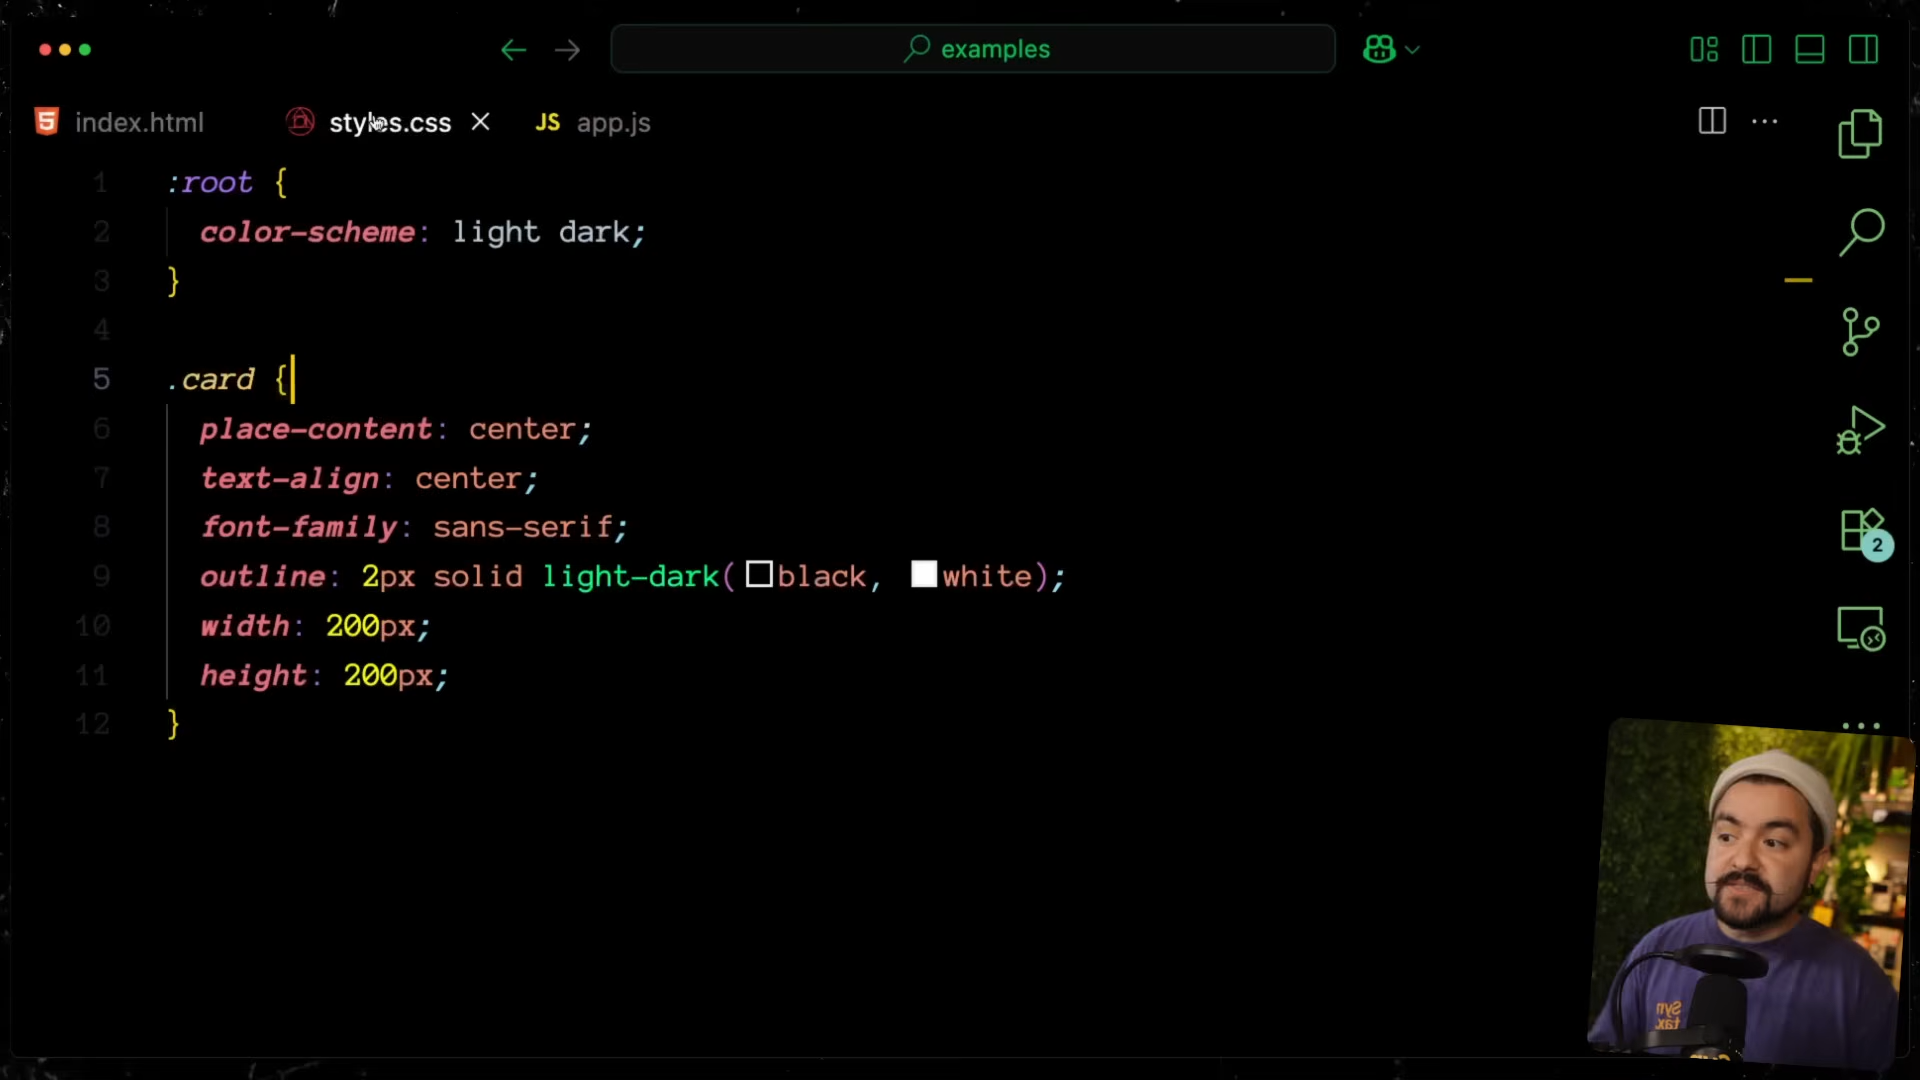 examples
index.html
styles.css
JS app.js
1 :root {
2 color-scheme: light dark;
3 }
4
5 .card {
6 place-content: center;
7 text-align: center;
8 font-family: sans-serif;
9 outline: 2px solid light-dark(black, white);
10 width: 200px;
11 height: 200px;
12 }
2
Syn
tax.